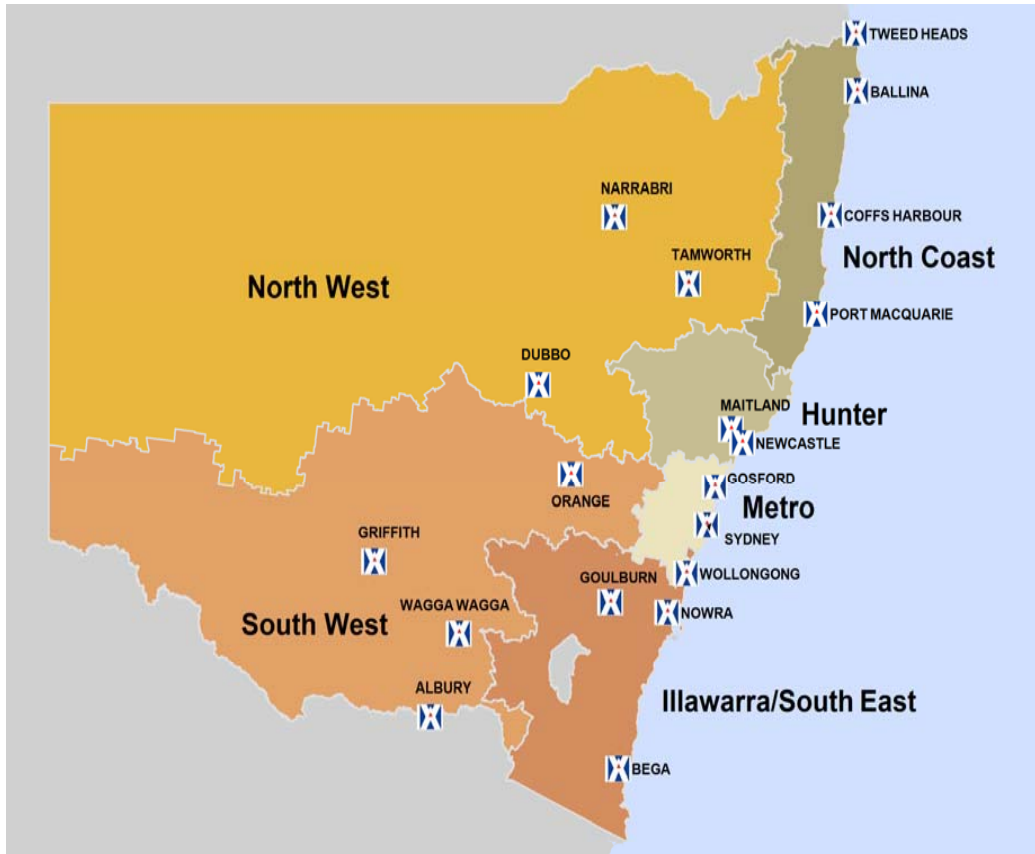 TWEED HEADS
BALLINA
NARRABRI
COFFS HARBOUR
North Coast
TAMWORTH
North West
PORT MACQUARIE
DUBBO
MAITLAND
Hunter
NEWCASTLE
GOSFORD
ORANGE
Metro
GRIFFITH
SYDNEY
GOULBURN
WOLLONGONG
WAGGA WAGGA
NOWRA
South West
ALBURY
Illawarra/South East
BEGA